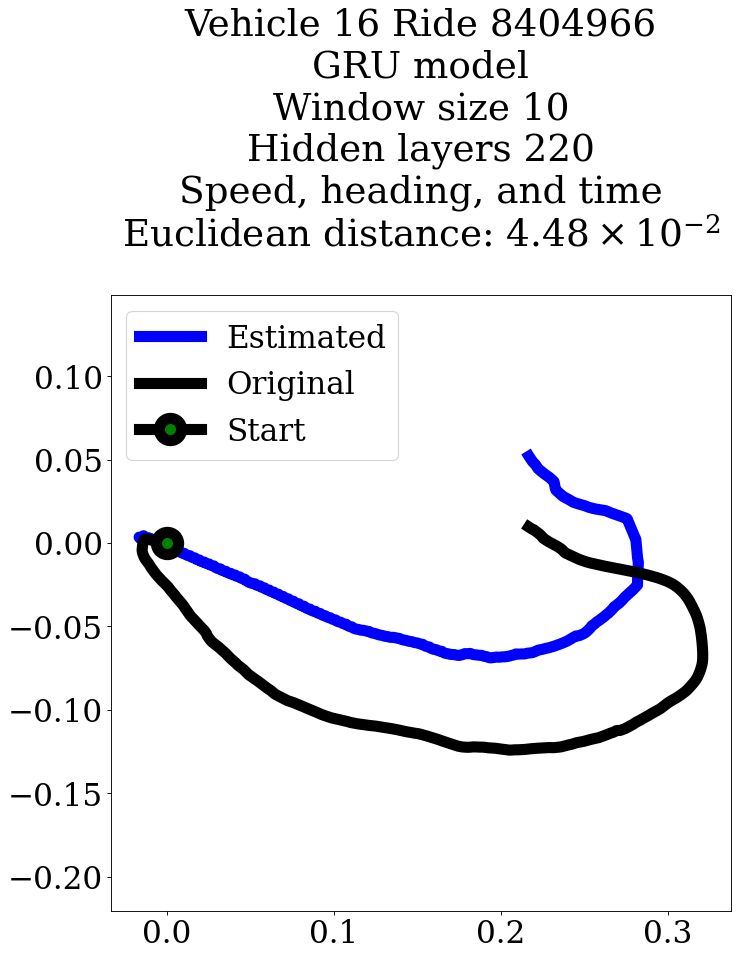 Vehicle 16 Ride 8404966
GRU model
Window size 10
Hidden layers 220
Speed, heading, and time
Euclidean distance: 4.48 × 10⁻²
Estimated
Original
Start
0.10
0.05
0.00
−0.05
−0.10
−0.15
−0.20
0.0 0.1 0.2 0.3